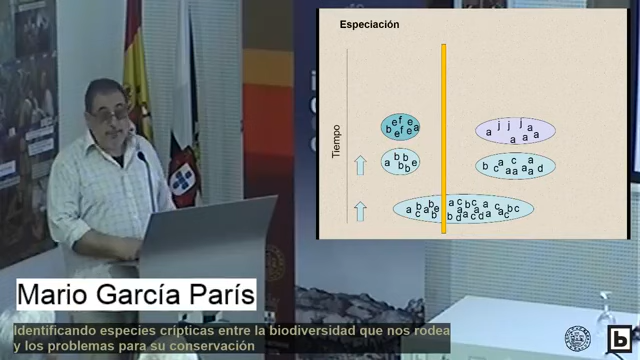 Especiación
Tiempo
e f e
b e f e a
a b b
b b e
a j j j a
a a a
b a c a
c a a a d
a b b e a c b c a c
c b a a a a b c
b d c d a c
Mario García París
Identificando especies crípticas entre la biodiversidad que nos rodea
y los problemas para su conservación
b